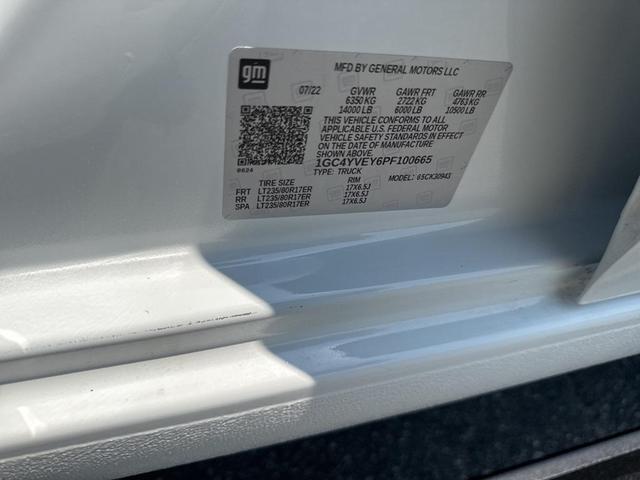 gm
MFD BY GENERAL MOTORS LLC
07/22 GVWR GAWR FRT GAWR RR
6350 KG 2722 KG 4763 KG
14000 LB 6000 LB 10500 LB
THIS VEHICLE CONFORMS TO ALL
APPLICABLE U.S. FEDERAL MOTOR
VEHICLE SAFETY STANDARDS IN EFFECT
ON THE DATE OF MANUFACTURE
0624 1GC4YVEY6PF100665
TYPE: TRUCK MODEL: 65CK30943
TIRE SIZE RIM
FRT LT235/80R17ER 17X6.5J
RR LT235/80R17ER 17X6.5J
SPA LT235/80R17ER 17X6.5J